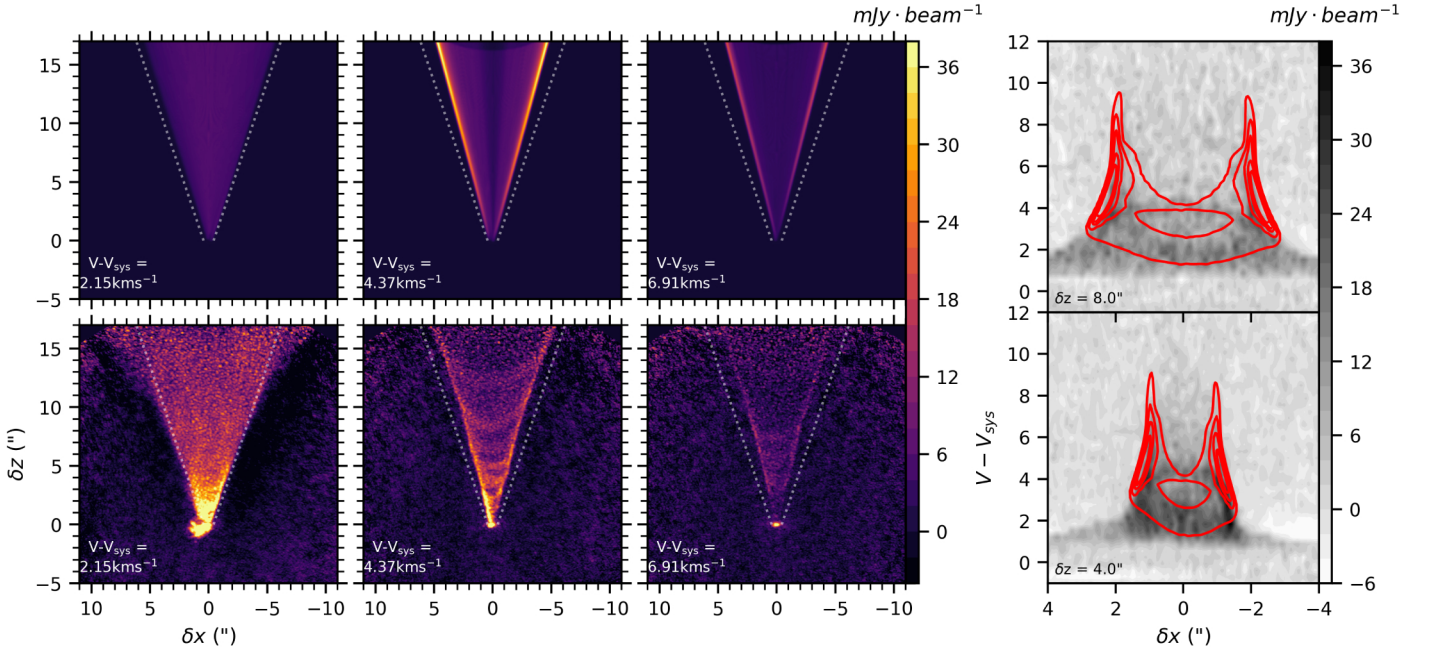 mJy · beam⁻¹
mJy · beam⁻¹
15
10
5
0
−5
V-Vsys =
2.15kms⁻¹
V-Vsys =
4.37kms⁻¹
V-Vsys =
6.91kms⁻¹
36
30
24
18
12
6
0
15
10
5
0
−5
δz (")
V-Vsys =
2.15kms⁻¹
V-Vsys =
4.37kms⁻¹
V-Vsys =
6.91kms⁻¹
10 5 0 −5 −10
10 5 0 −5 −10
10 5 0 −5 −10
δx (")
12
10
8
6
4
2
0
δz = 8.0"
12
10
8
6
4
2
0
δz = 4.0"
V − Vsys
4 2 0 −2 −4
δx (")
36
30
24
18
12
6
0
−6